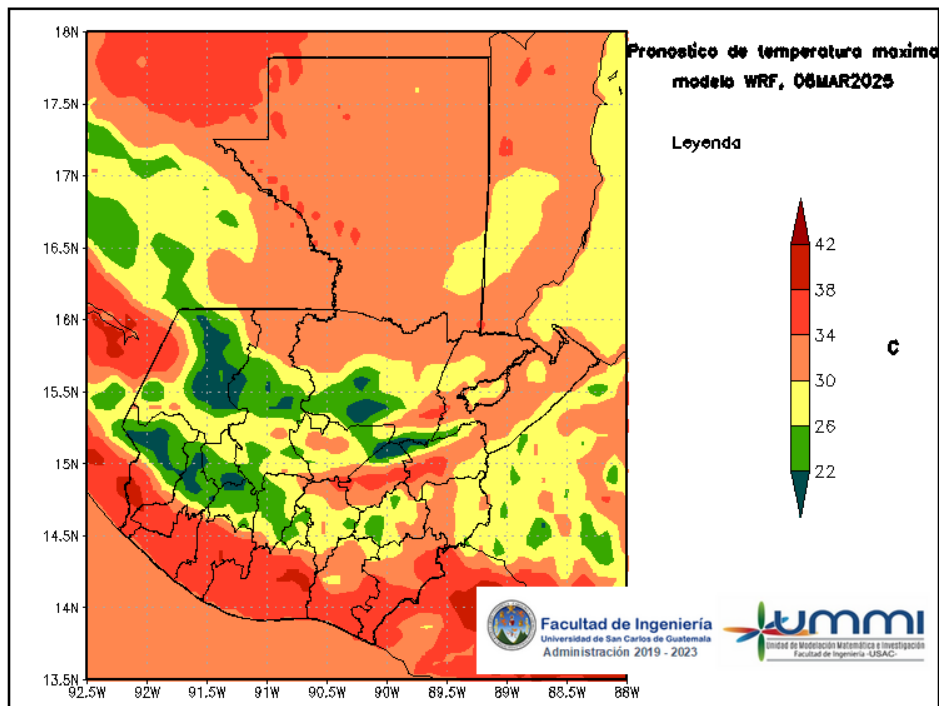 Pronostico de temperatura maxima
modelo WRF, 06MAR2025
Leyenda
42
38
34
30
26
22
C
18N
17.5N
17N
16.5N
16N
15.5N
15N
14.5N
14N
13.5N
92.5W 92W 91.5W 91W 90.5W 90W 89.5W 89W 88.5W 88W
Facultad de Ingeniería
Universidad de San Carlos de Guatemala
Administración 2019 - 2023
UMMI
Unidad de Modelación Matemática e Investigación
Facultad de Ingeniería -USAC-